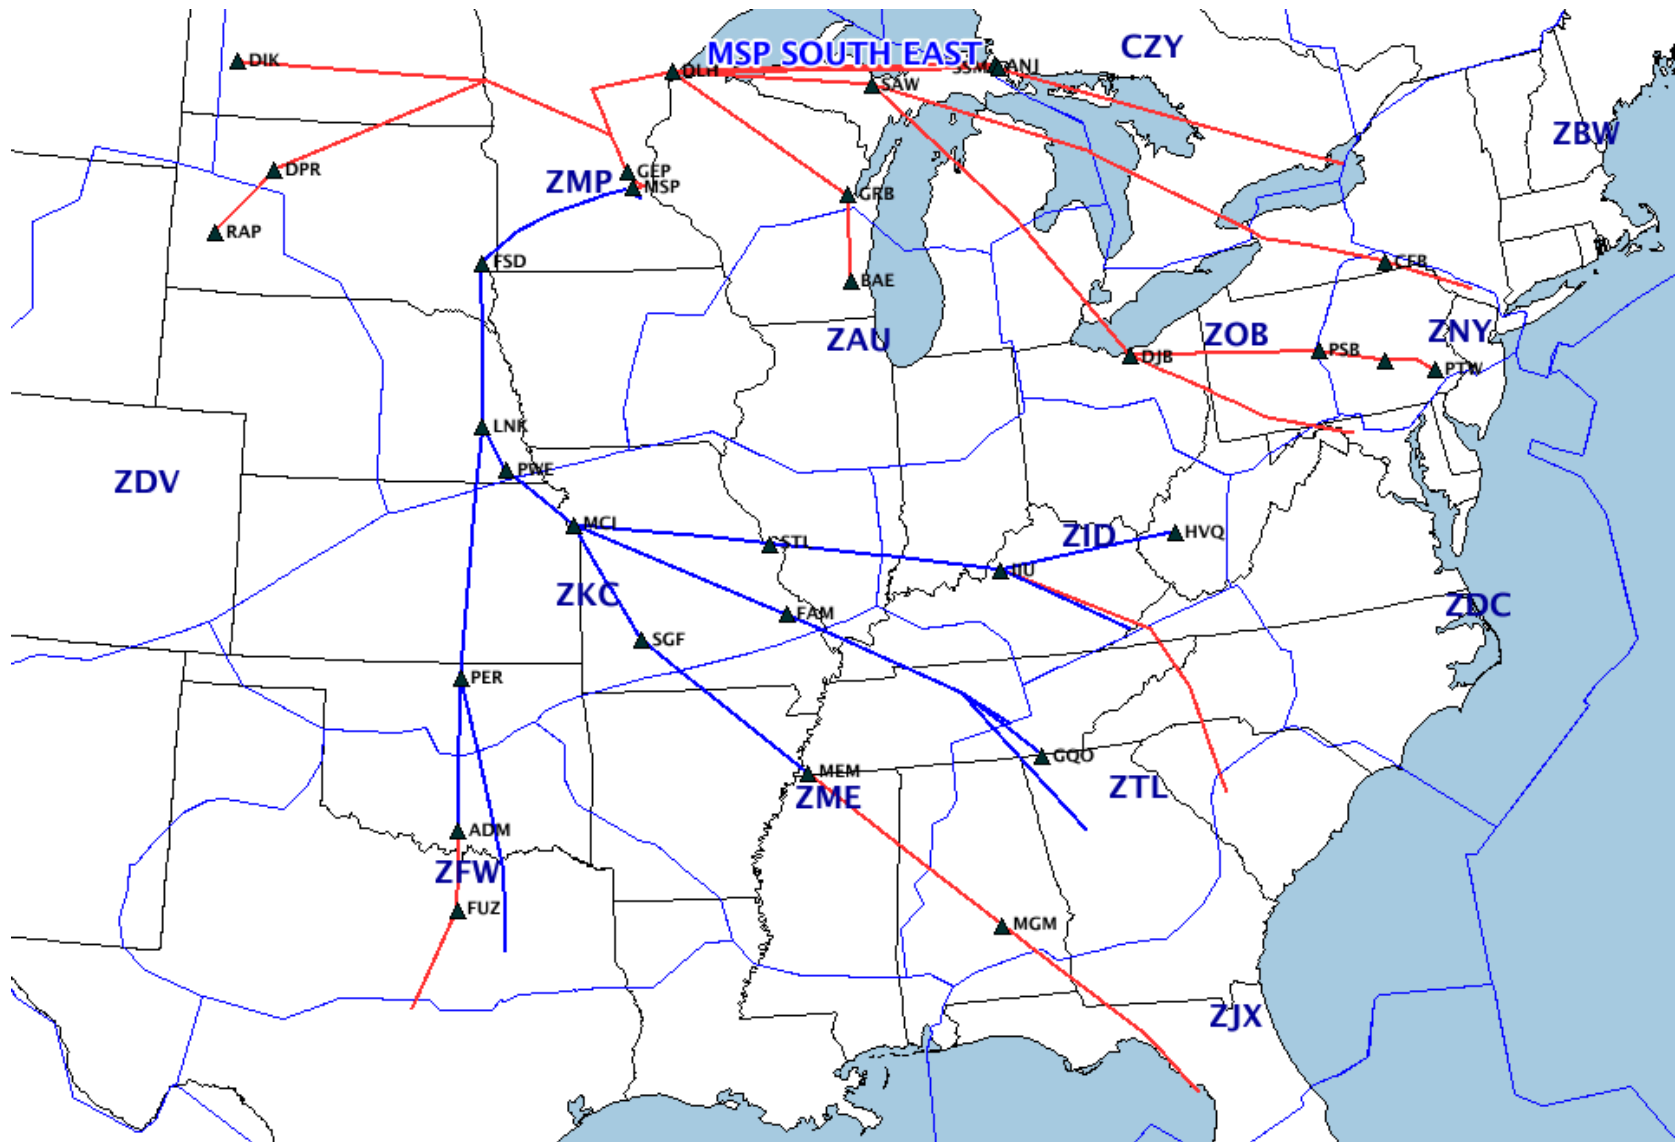 MSP SOUTH EAST
CZY
DIK
DLH
SSM
ANJ
SAW
ZBW
DPR
GEP
ZMP
MSP
GRB
RAP
FSD
CFB
BAE
ZAU
ZOB
ZNY
DJB
PSB
PTW
LNK
PWE
ZDV
MCI
STL
ZID
HVQ
IIU
ZKC
FAM
ZDC
SGF
PER
GQO
MEM
ZME
ZTL
ADM
ZFW
FUZ
MGM
ZJX